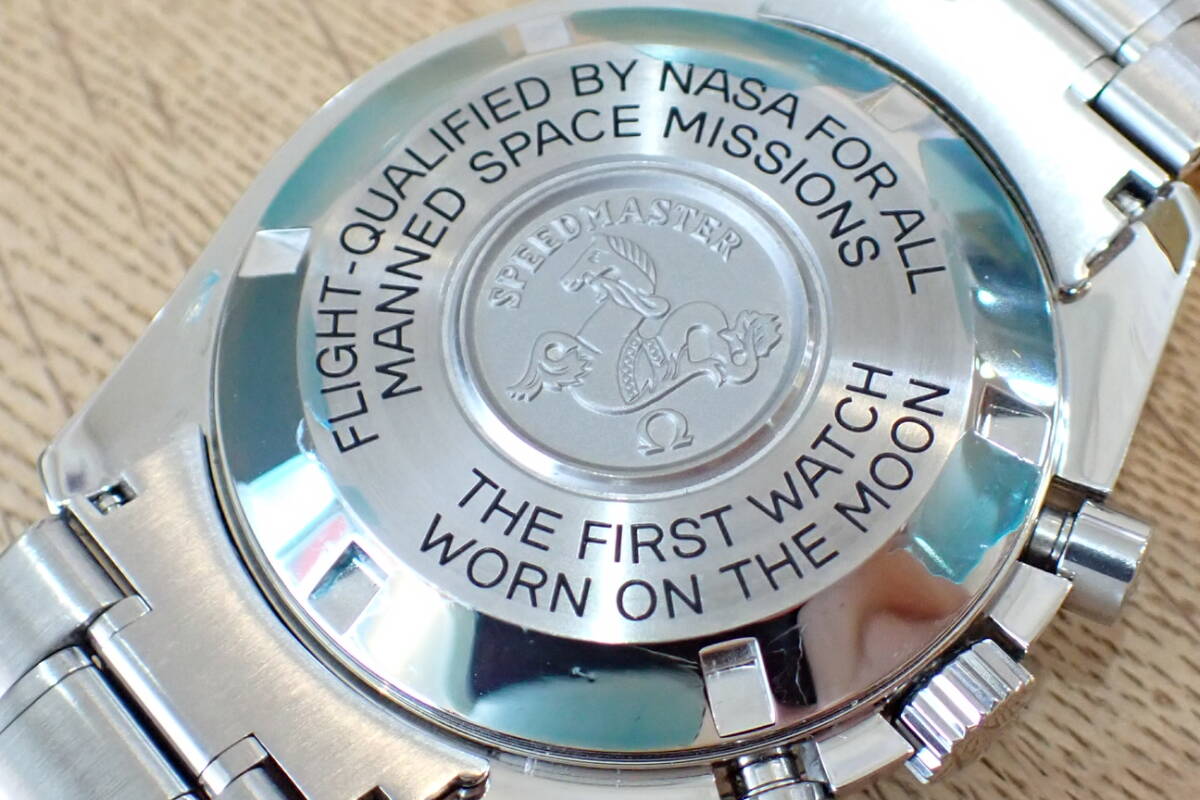 FLIGHT-QUALIFIED BY NASA FOR ALL
MANNED SPACE MISSIONS
SPEEDMASTER
Ω
THE FIRST WATCH
WORN ON THE MOON